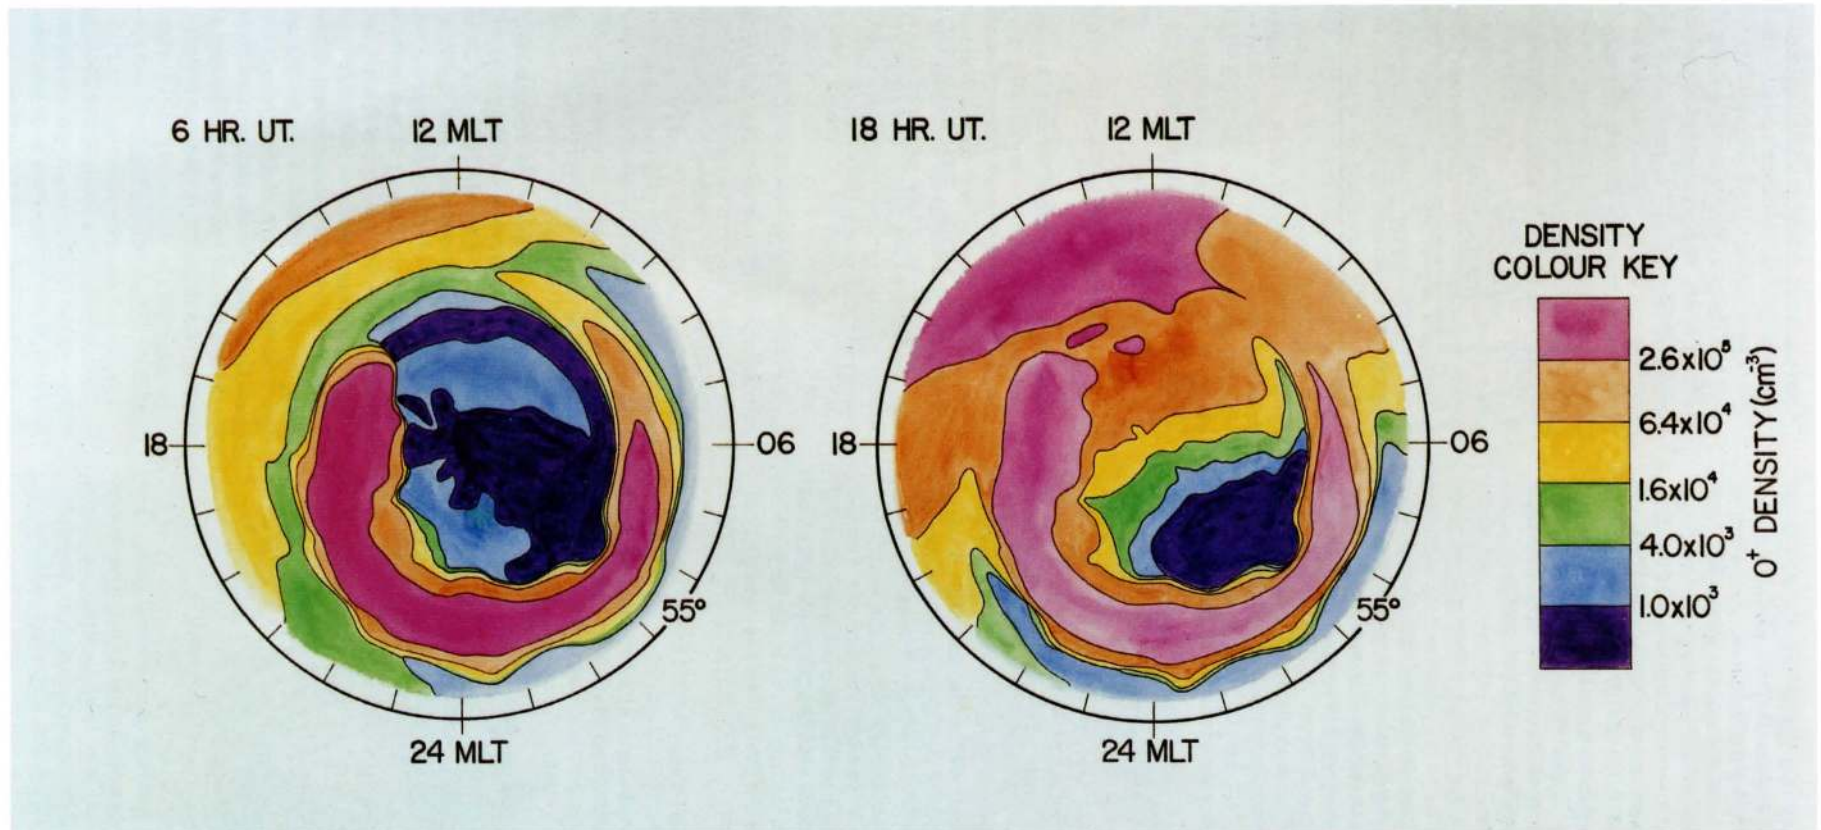 6 HR. UT.
12 MLT
18
06
55°
24 MLT
18 HR. UT.
12 MLT
18
06
55°
24 MLT
DENSITY
COLOUR KEY
2.6x10⁵
6.4x10⁴
1.6x10⁴
4.0x10³
1.0x10³
O⁺ DENSITY (cm⁻³)